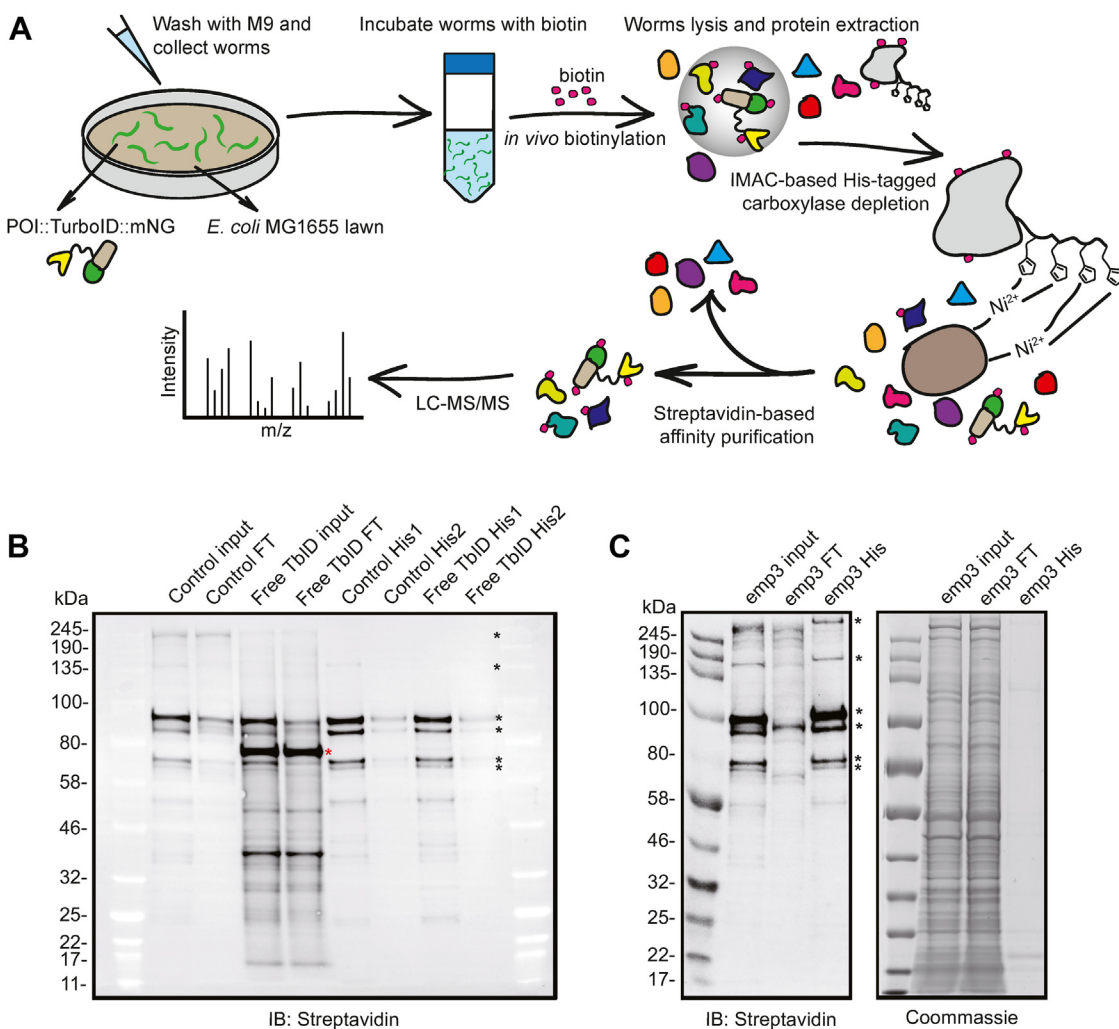 A
Wash with M9 and
collect worms
Incubate worms with biotin
Worms lysis and protein extraction
biotin
in vivo biotinylation
IMAC-based His-tagged
carboxylase depletion
POI::TurboID::mNG
E. coli MG1655 lawn
Ni2+
Ni2+
Intensity
m/z
LC-MS/MS
Streptavidin-based
affinity purification
B
Control input
Control FT
Free TbID input
Free TbID FT
Control His1
Control His2
Free TbID His1
Free TbID His2
kDa
245-
190-
135-
100-
80-
58-
46-
32-
25-
22-
17-
11-
*
*
*
*
*
*
*
IB: Streptavidin
C
emp3 input
emp3 FT
emp3 His
emp3 input
emp3 FT
emp3 His
kDa
245-
190-
135-
100-
80-
58-
46-
32-
25-
22-
17-
*
*
*
*
*
*
IB: Streptavidin
Coommassie